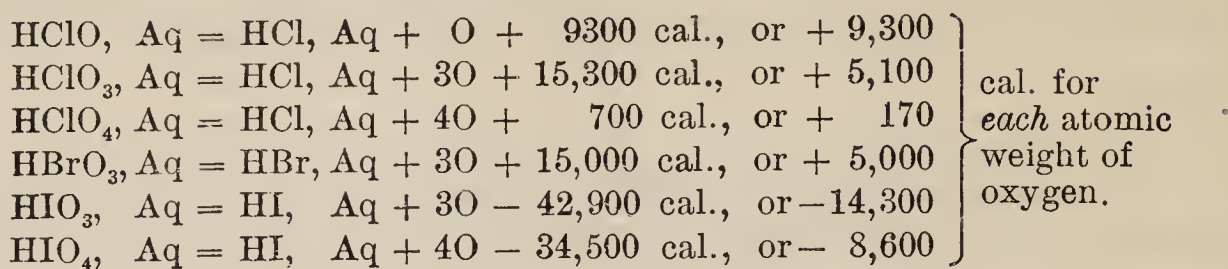 HClO, Aq = HCl, Aq + O + 9300 cal., or + 9,300
HClO₃, Aq = HCl, Aq + 3O + 15,300 cal., or + 5,100
HClO₄, Aq = HCl, Aq + 4O + 700 cal., or + 170
HBrO₃, Aq = HBr, Aq + 3O + 15,000 cal., or + 5,000
HIO₃, Aq = HI, Aq + 3O − 42,900 cal., or−14,300
HIO₄, Aq = HI, Aq + 4O − 34,500 cal., or− 8,600
cal. for
each atomic
weight of
oxygen.